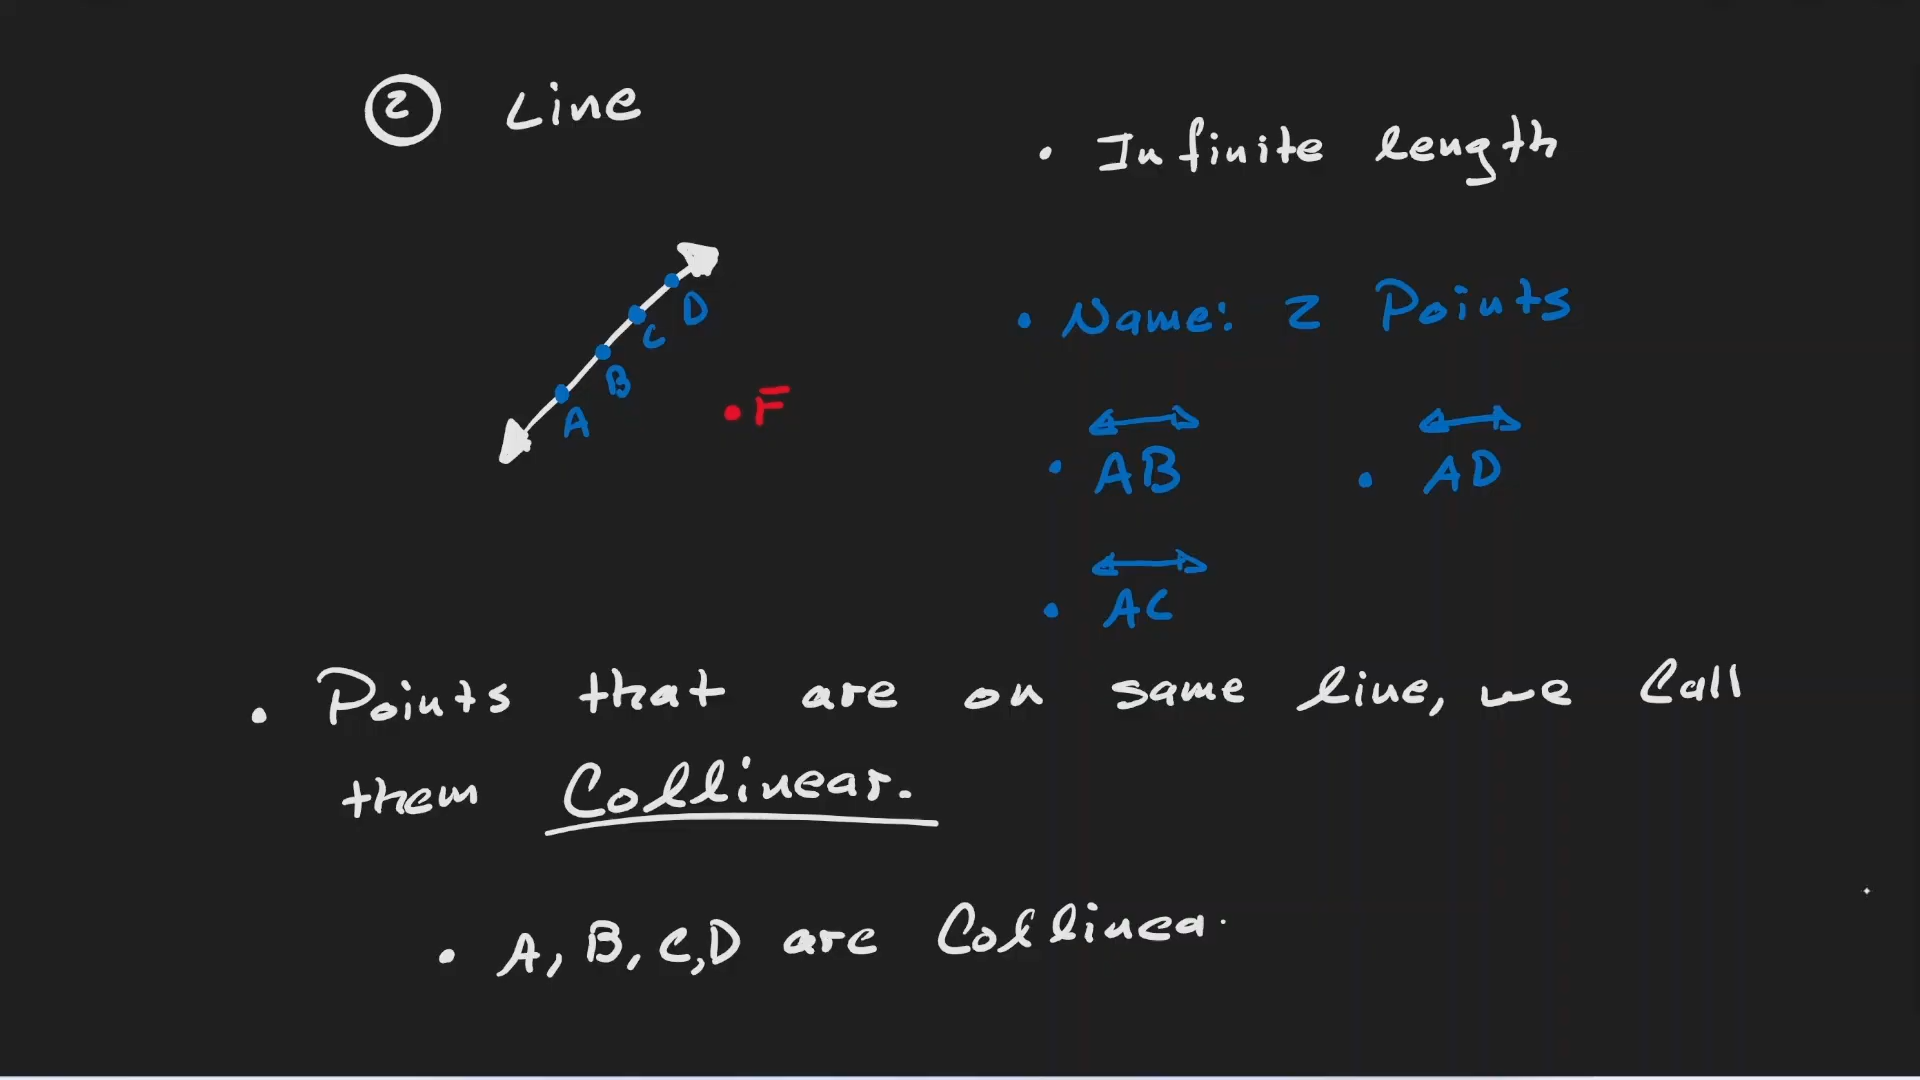 2 Line
• Infinite length
D
C
B
A
• F
• Name: 2 Points
• AB • AD
• AC
• Points that are on same line, we call
them Collinear.
• A, B, C, D are Collinea